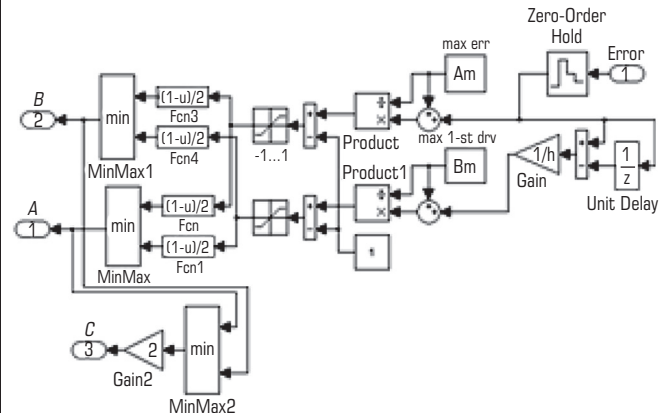 Zero-Order
Hold
Error
1
max err
Am
B
2
min
MinMax1
(1-u)/2
Fcn3
(1-u)/2
Fcn4
-1...1
+
-
÷
×
Product
max 1-st drv
Product1
Bm
1/h
Gain
+
-
1
z
Unit Delay
A
1
min
MinMax
(1-u)/2
Fcn
(1-u)/2
Fcn1
+
-
÷
×
1
C
3
2
Gain2
min
MinMax2